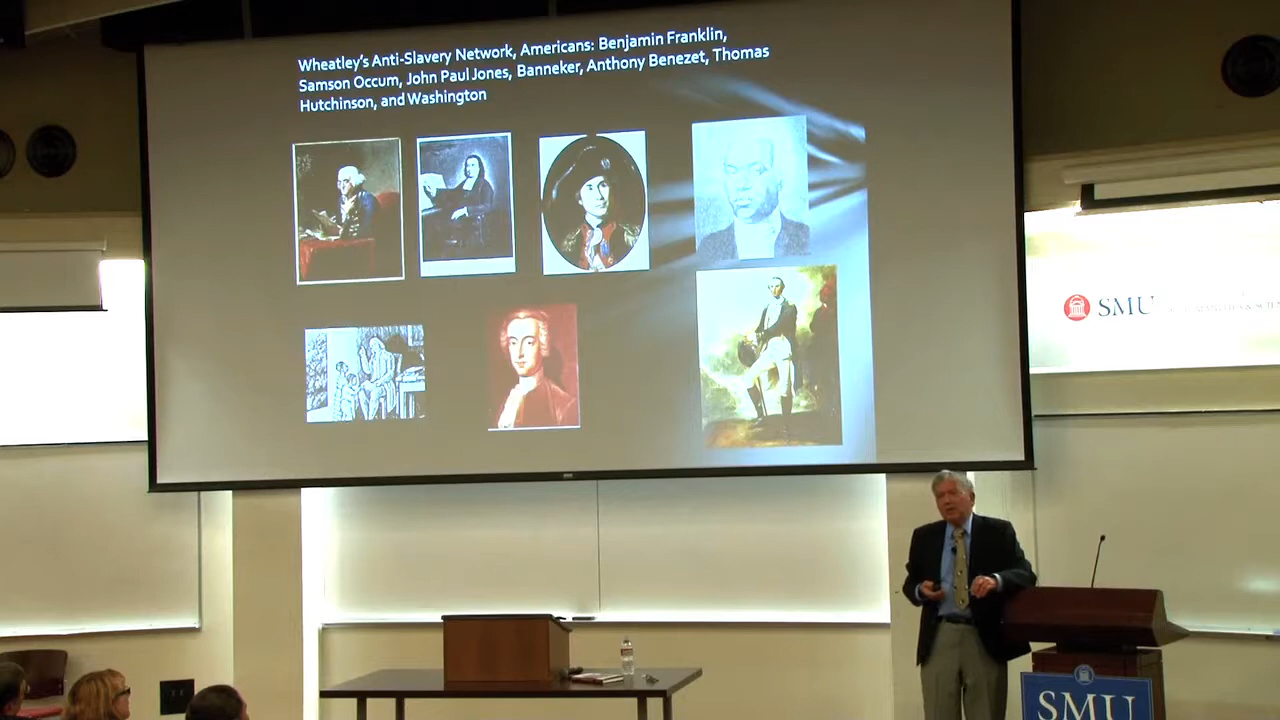 Wheatley's Anti-Slavery Network, Americans: Benjamin Franklin,
Samson Occum, John Paul Jones, Banneker, Anthony Benezet, Thomas
Hutchinson, and Washington
SMU
SMU